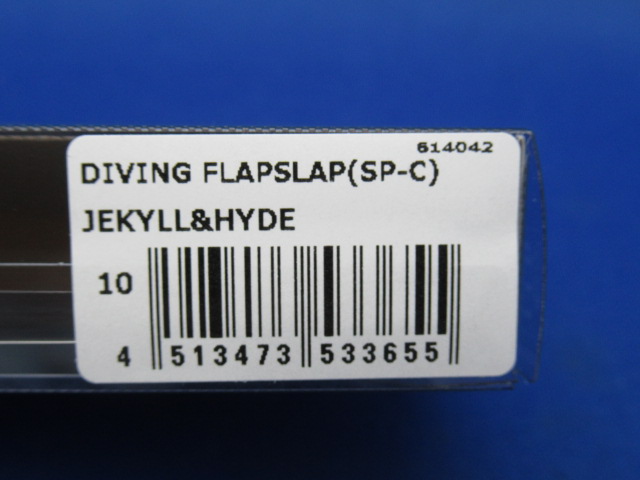 614042
DIVING FLAPSLAP(SP-C)
JEKYLL&HYDE
10
4 513473 533655